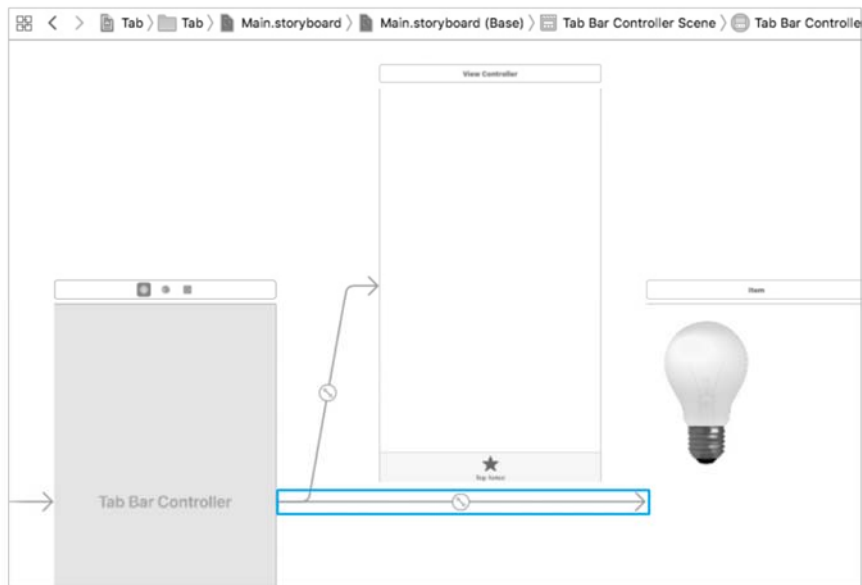 Tab
Tab
Main.storyboard
Main.storyboard (Base)
Tab Bar Controller Scene
Tab Bar Controlle
View Controller
Item
Top
Tab Bar Controller